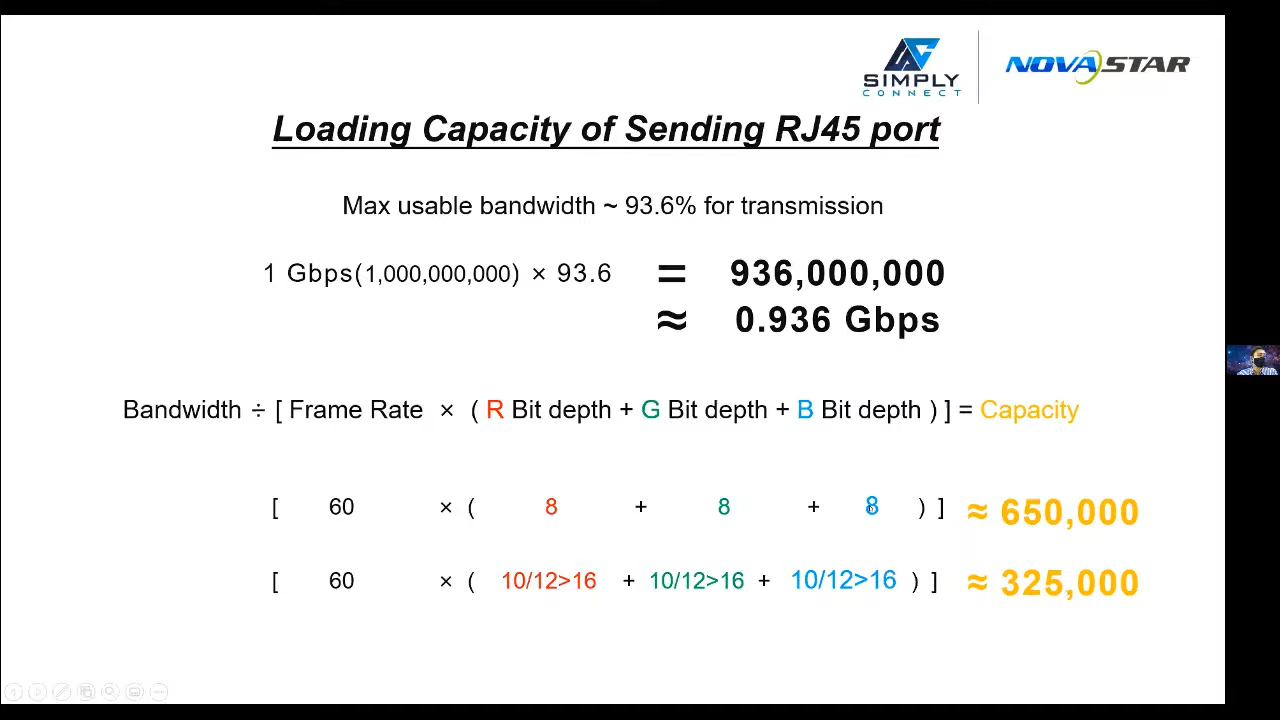 SIMPLY
CONNECT
NOVASTAR
Loading Capacity of Sending RJ45 port
Max usable bandwidth ~ 93.6% for transmission
1 Gbps(1,000,000,000) × 93.6 = 936,000,000
≈ 0.936 Gbps
Bandwidth ÷ [ Frame Rate × ( R Bit depth + G Bit depth + B Bit depth ) ] = Capacity
[ 60 × ( 8 + 8 + 8 ) ] ≈ 650,000
[ 60 × ( 10/12>16 + 10/12>16 + 10/12>16 ) ] ≈ 325,000